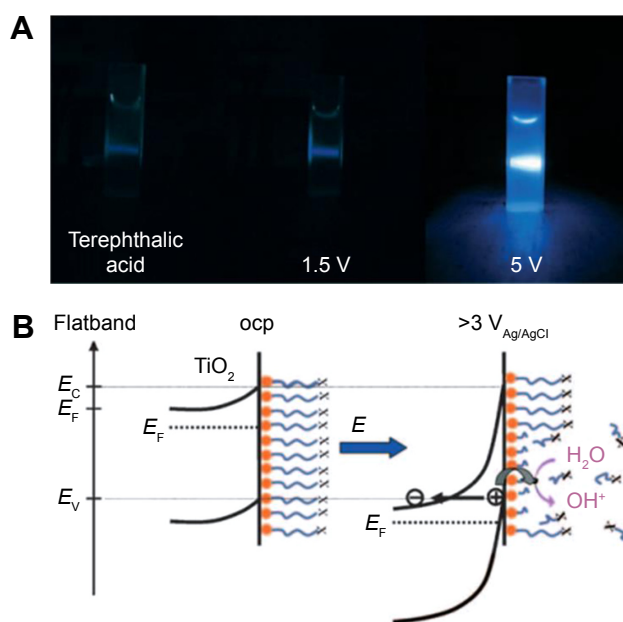 A
Terephthalic
acid
1.5 V
5 V
B
Flatband
ocp
>3 V Ag/AgCl
TiO2
EC
EF
EF
E
EV
EF
H2O
OH+